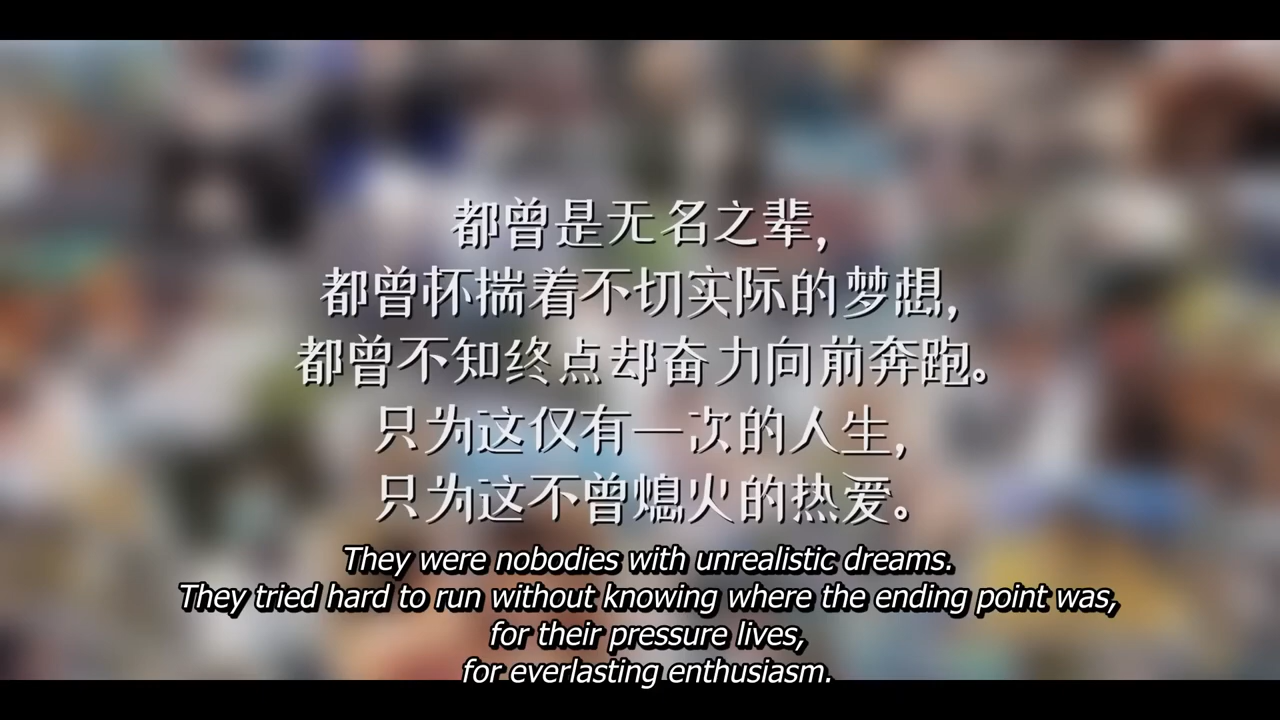 都曾是无名之辈，
都曾怀揣着不切实际的梦想，
都曾不知终点却奋力向前奔跑。
只为这仅有一次的人生，
只为这不曾熄火的热爱。
They were nobodies with unrealistic dreams.
They tried hard to run without knowing where the ending point was,
for their pressure lives,
for everlasting enthusiasm.